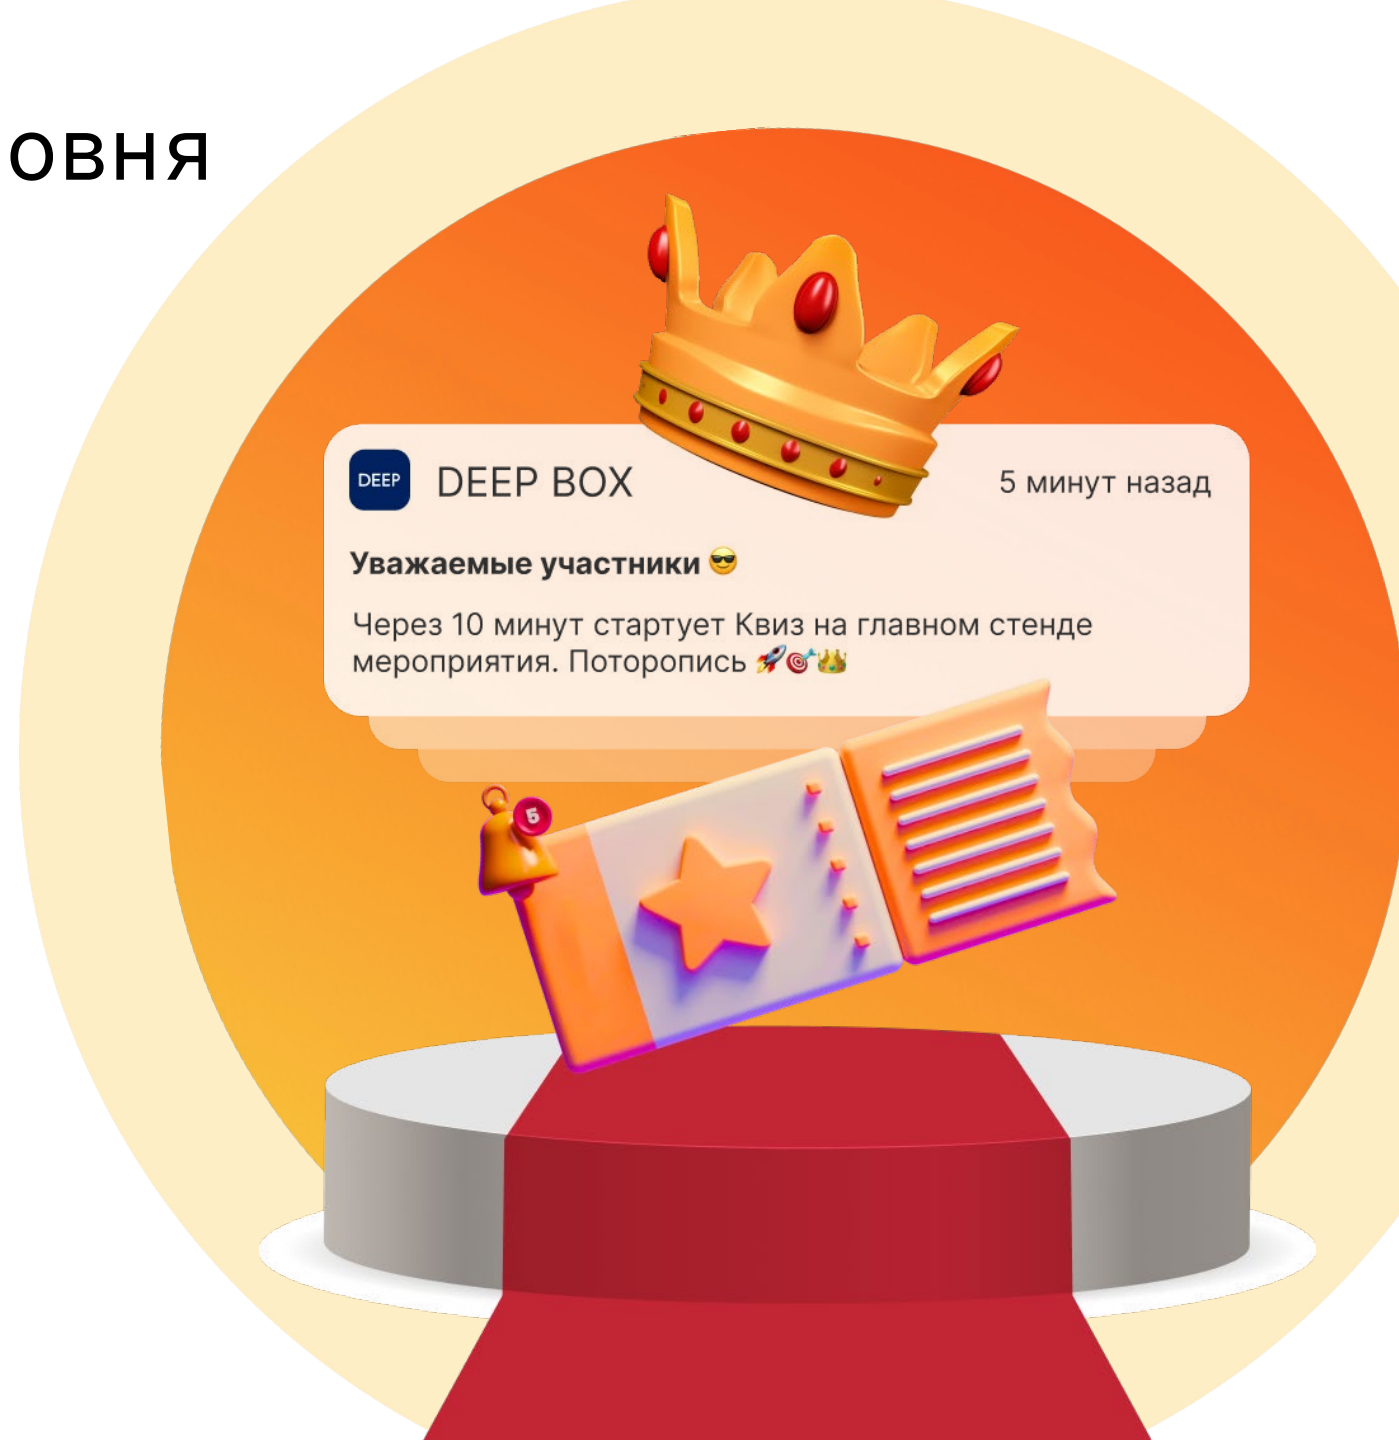 овня
DEEP
DEEP BOX
5 минут назад
Уважаемые участники 😎
Через 10 минут стартует Квиз на главном стенде
мероприятия. Поторопись 🚀🎯👑
5